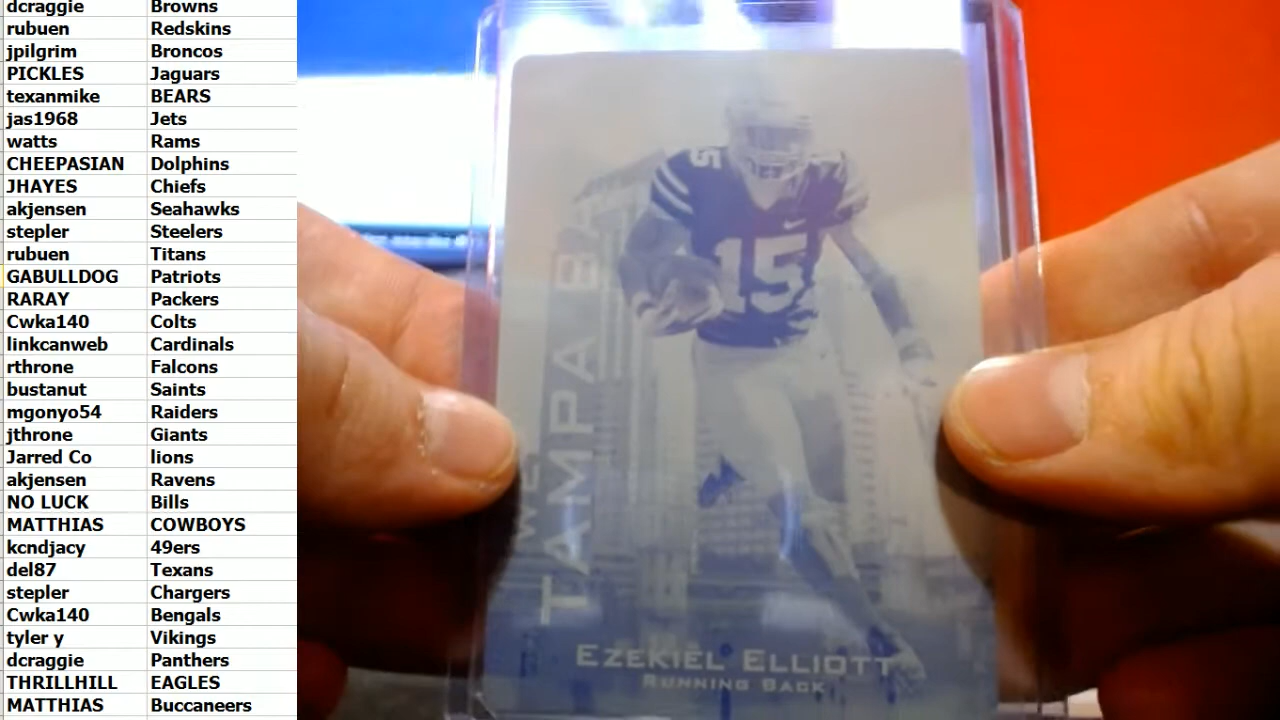 dcraggie Browns
rubuen Redskins
jpilgrim Broncos
PICKLES Jaguars
texanmike BEARS
jas1968 Jets
watts Rams
CHEEPASIAN Dolphins
JHAYES Chiefs
akjensen Seahawks
stepler Steelers
rubuen Titans
GABULLDOG Patriots
RARAY Packers
Cwka140 Colts
linkcanweb Cardinals
rthrone Falcons
bustanut Saints
mgonyo54 Raiders
jthrone Giants
Jarred Co lions
akjensen Ravens
NO LUCK Bills
MATTHIAS COWBOYS
kcndjacy 49ers
del87 Texans
stepler Chargers
Cwka140 Bengals
tyler y Vikings
dcraggie Panthers
THRILLHILL EAGLES
MATTHIAS Buccaneers
15
15
TAMPA BA
EZEKIEL ELLIOTT
RUNNING BACK